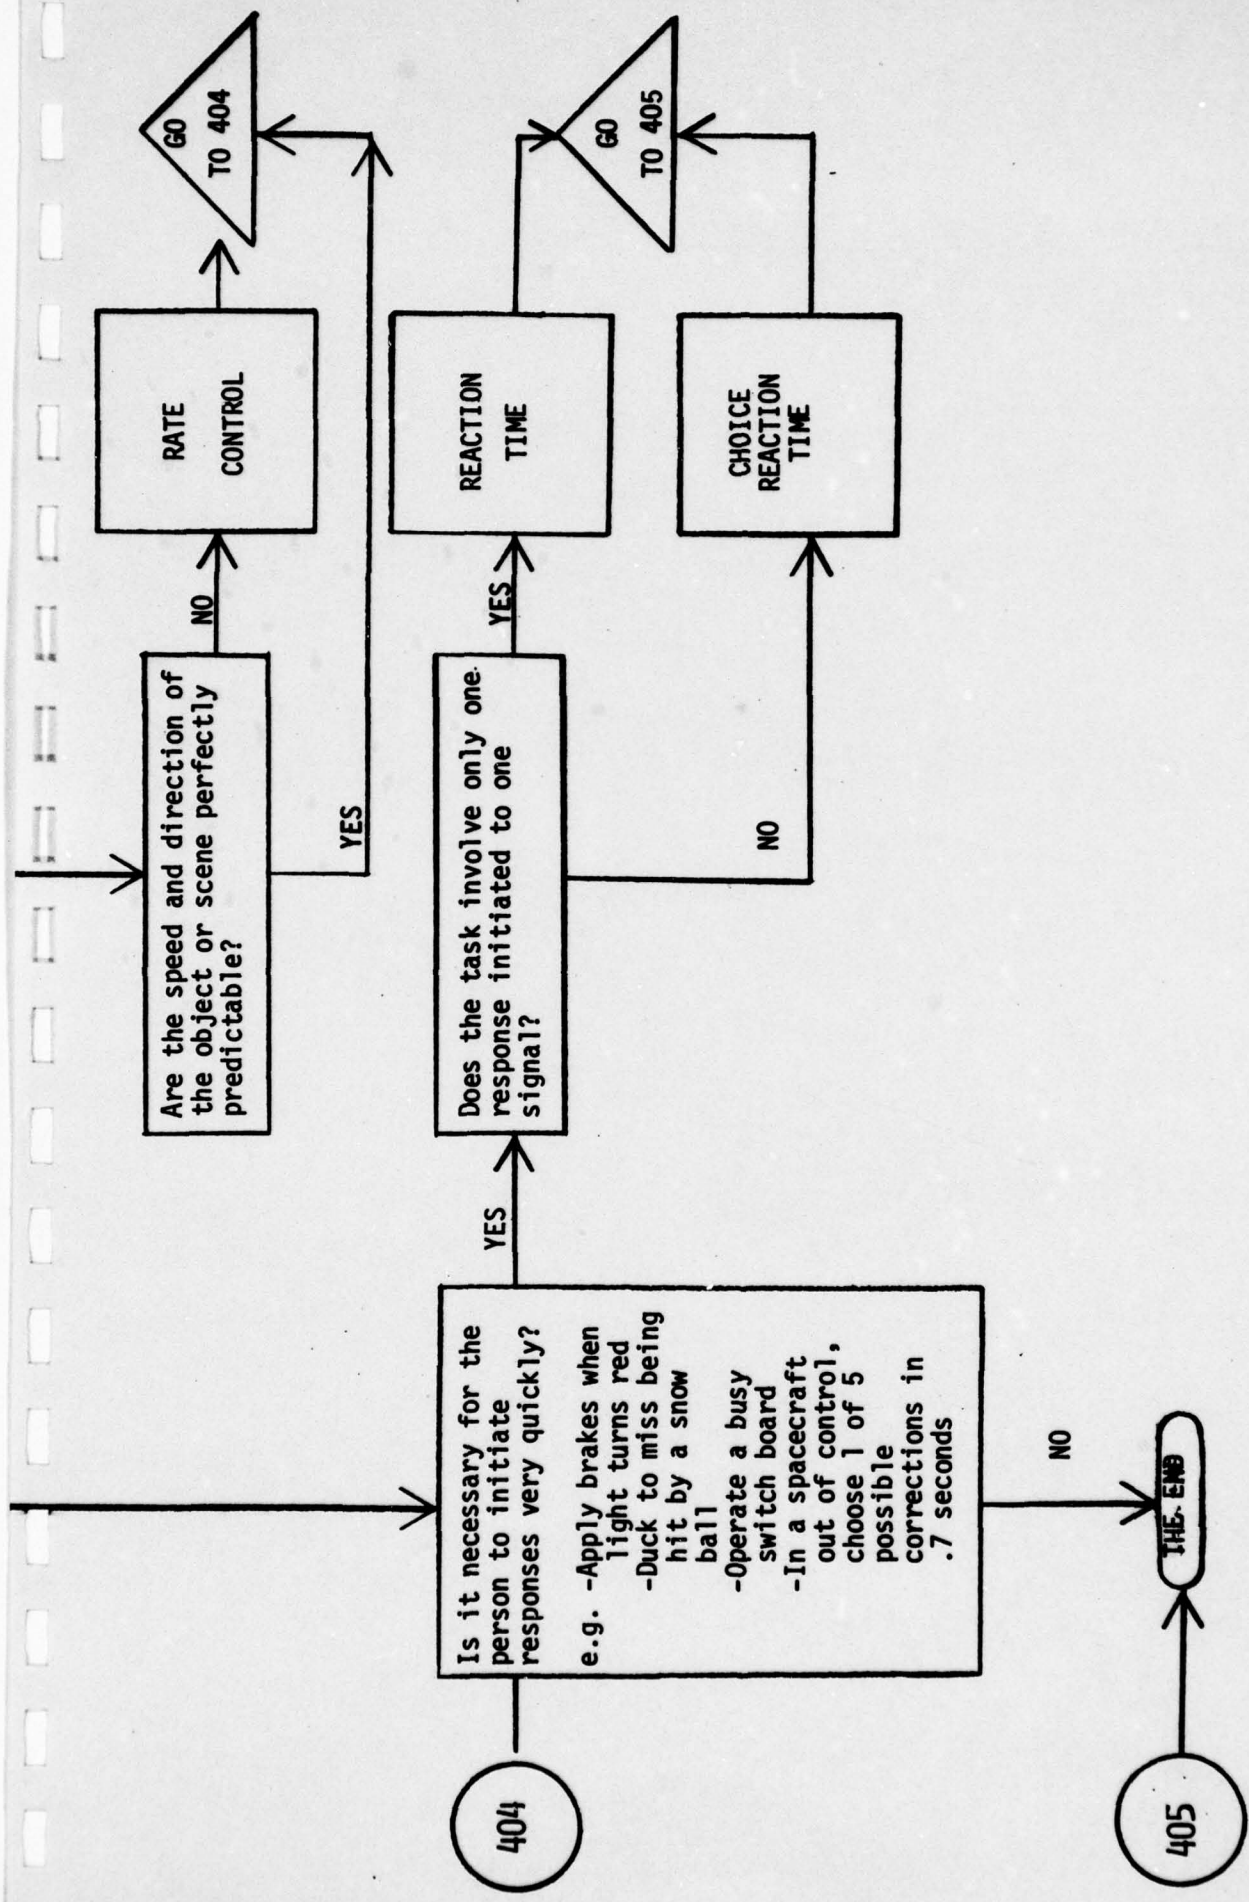 Are the speed and direction of
the object or scene perfectly
predictable?
NO
RATE
CONTROL
GO
TO 404
YES
404
Is it necessary for the
person to initiate
responses very quickly?
e.g. -Apply brakes when
light turns red
-Duck to miss being
hit by a snow
ball
-Operate a busy
switch board
-In a spacecraft
out of control,
choose 1 of 5
possible
corrections in
.7 seconds
YES
Does the task involve only one
response initiated to one
signal?
YES
REACTION
TIME
GO
TO 405
NO
CHOICE
REACTION
TIME
NO
405
THE END